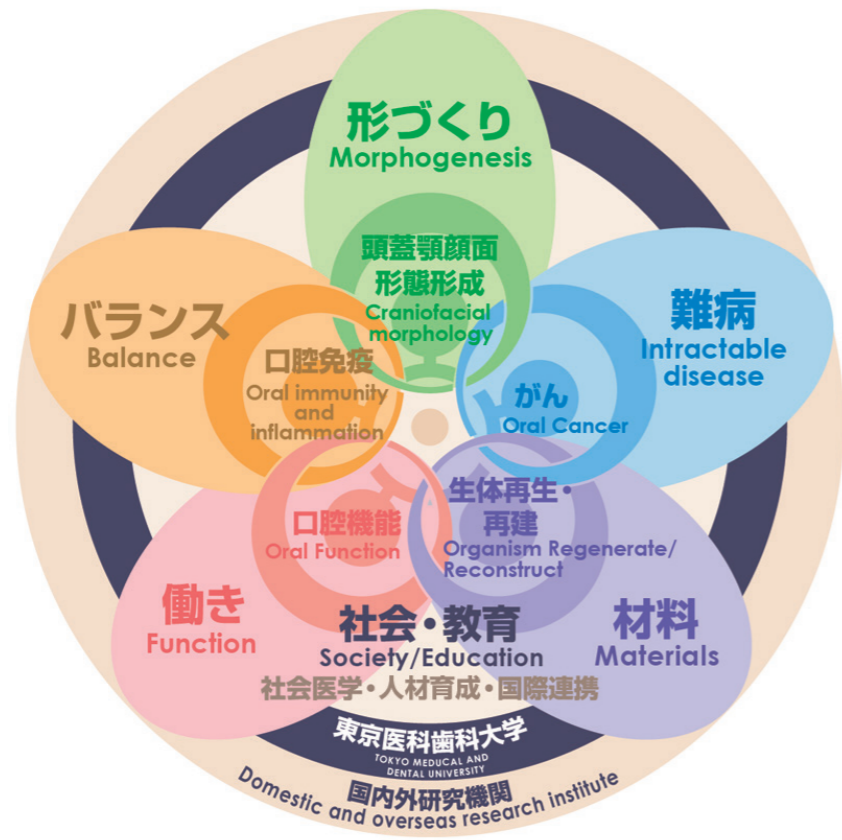 形づくり
Morphogenesis
頭蓋顎顔面
形態形成
Craniofacial
morphology
バランス
Balance
口腔免疫
Oral immunity
and
inflammation
難病
Intractable
disease
がん
Oral Cancer
口腔機能
Oral Function
生体再生・
再建
Organism Regenerate/
Reconstruct
働き
Function
材料
Materials
社会・教育
Society/Education
社会医学・人材育成・国際連携
東京医科歯科大学
TOKYO MEDUCAL AND
DENTAL UNIVERSITY
国内外研究機関
Domestic and overseas research institute